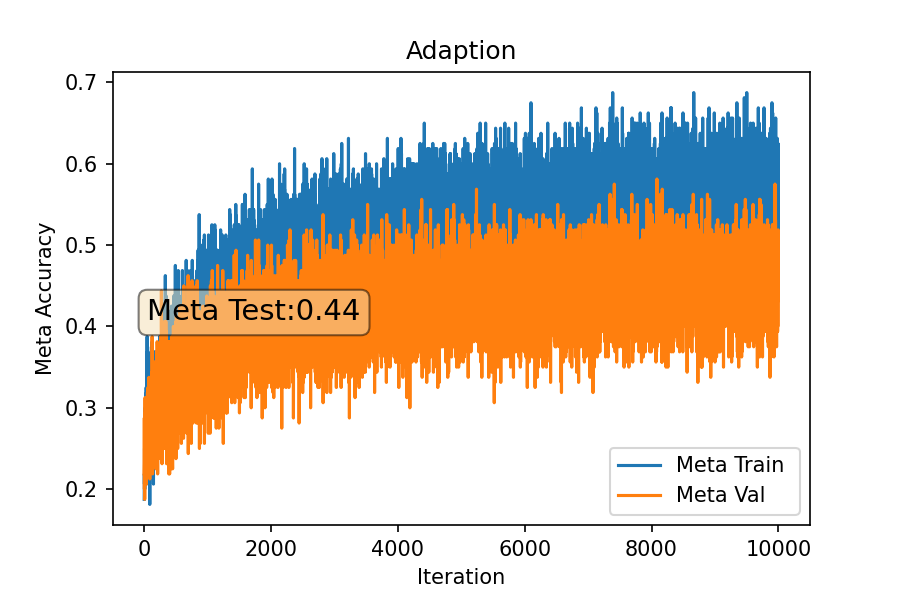 Adaption
0.7
0.6
0.5
0.4
0.3
0.2
Meta Accuracy
Meta Test:0.44
Meta Train
Meta Val
0 2000 4000 6000 8000 10000
Iteration